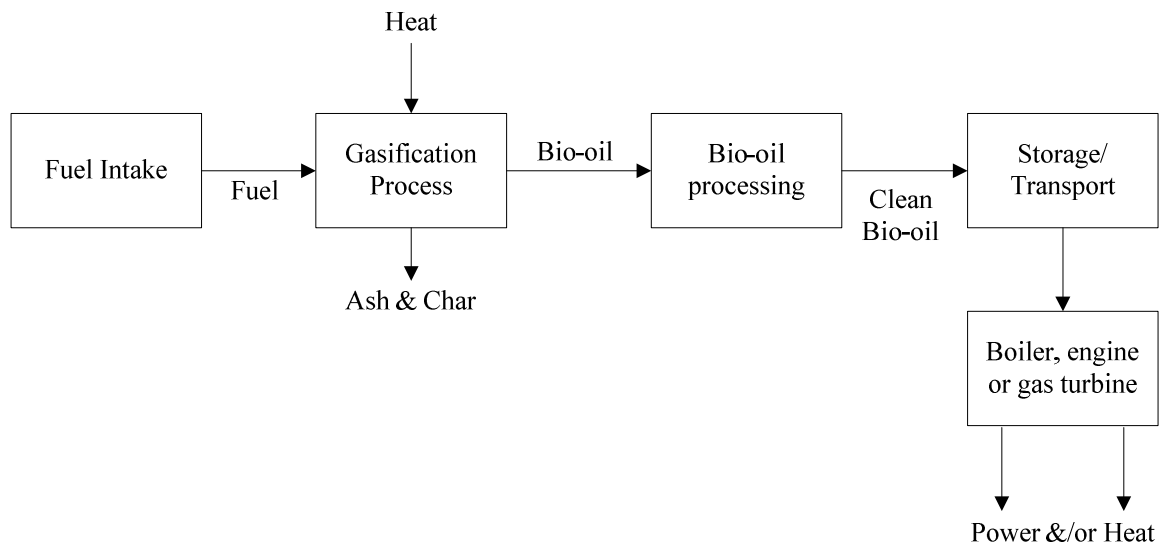 Heat
Fuel Intake
Fuel
Gasification
Process
Bio-oil
Bio-oil
processing
Clean
Bio-oil
Storage/
Transport
Ash & Char
Boiler, engine
or gas turbine
Power &/or Heat